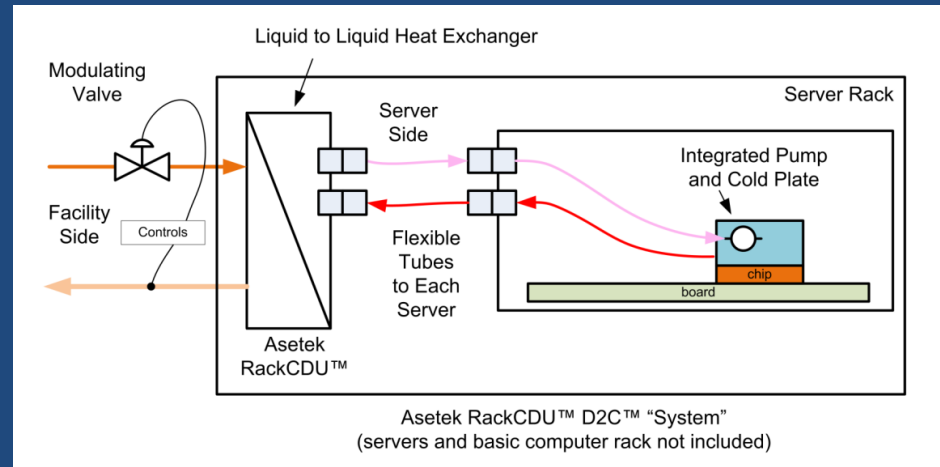 Liquid to Liquid Heat Exchanger
Modulating
Valve
Server Rack
Server
Side
Integrated Pump
and Cold Plate
Facility
Side
Controls
Flexible
Tubes
to Each
Server
chip
board
Asetek
RackCDU™
Asetek RackCDU™ D2C™ “System”
(servers and basic computer rack not included)